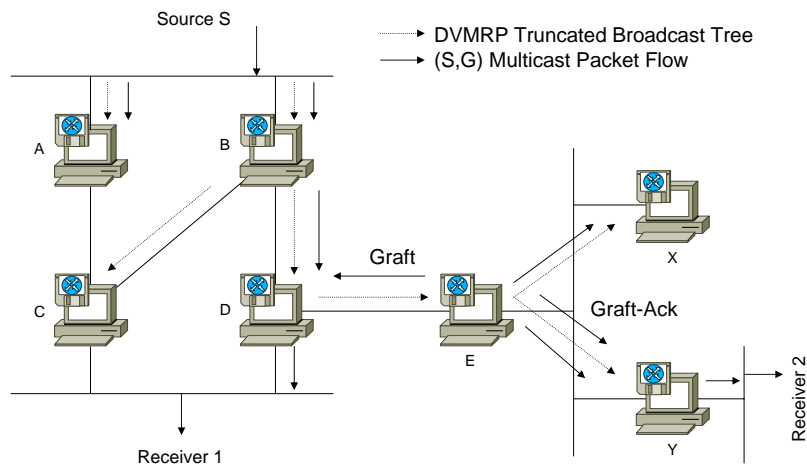 Source S
DVMRP Truncated Broadcast Tree
(S,G) Multicast Packet Flow
A
B
X
Graft
C
D
E
Graft-Ack
Y
Receiver 2
Receiver 1